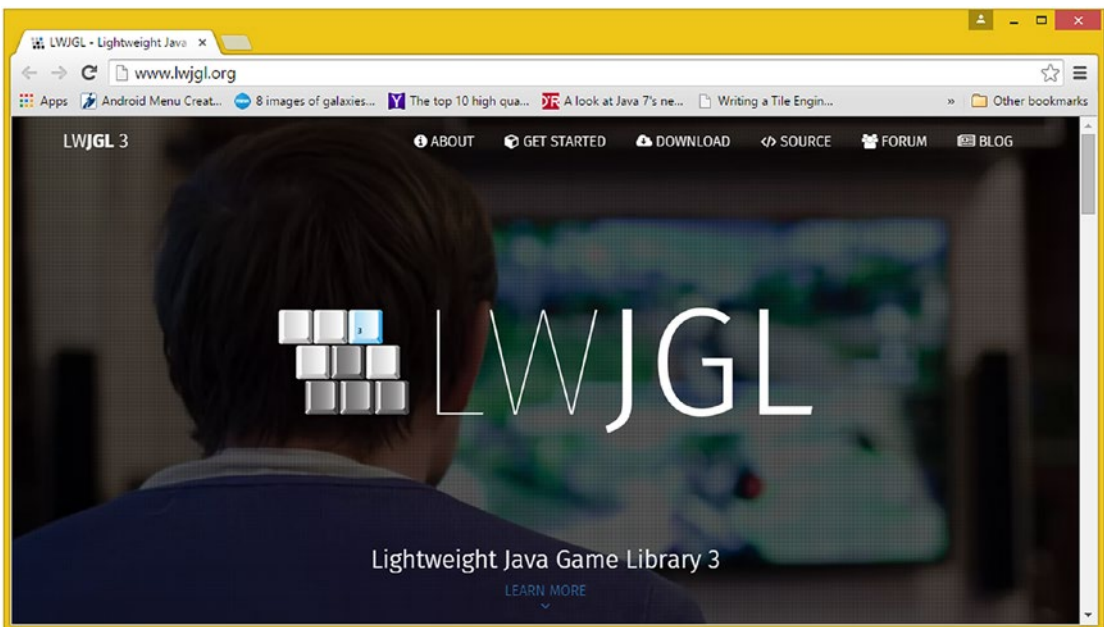 LWJGL - Lightweight Java
www.lwjgl.org
Apps Android Menu Creat... 8 images of galaxies... The top 10 high qua... A look at Java 7's ne... Writing a Tile Engin... » Other bookmarks
LWJGL 3 ABOUT GET STARTED DOWNLOAD </> SOURCE FORUM BLOG
3
LWJGL
Lightweight Java Game Library 3
LEARN MORE